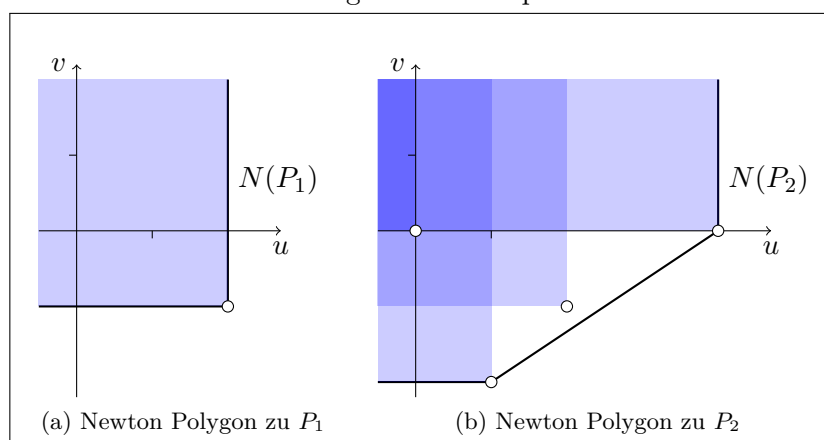 v
v
N(P₁)
N(P₂)
u
u
(a) Newton Polygon zu P₁
(b) Newton Polygon zu P₂